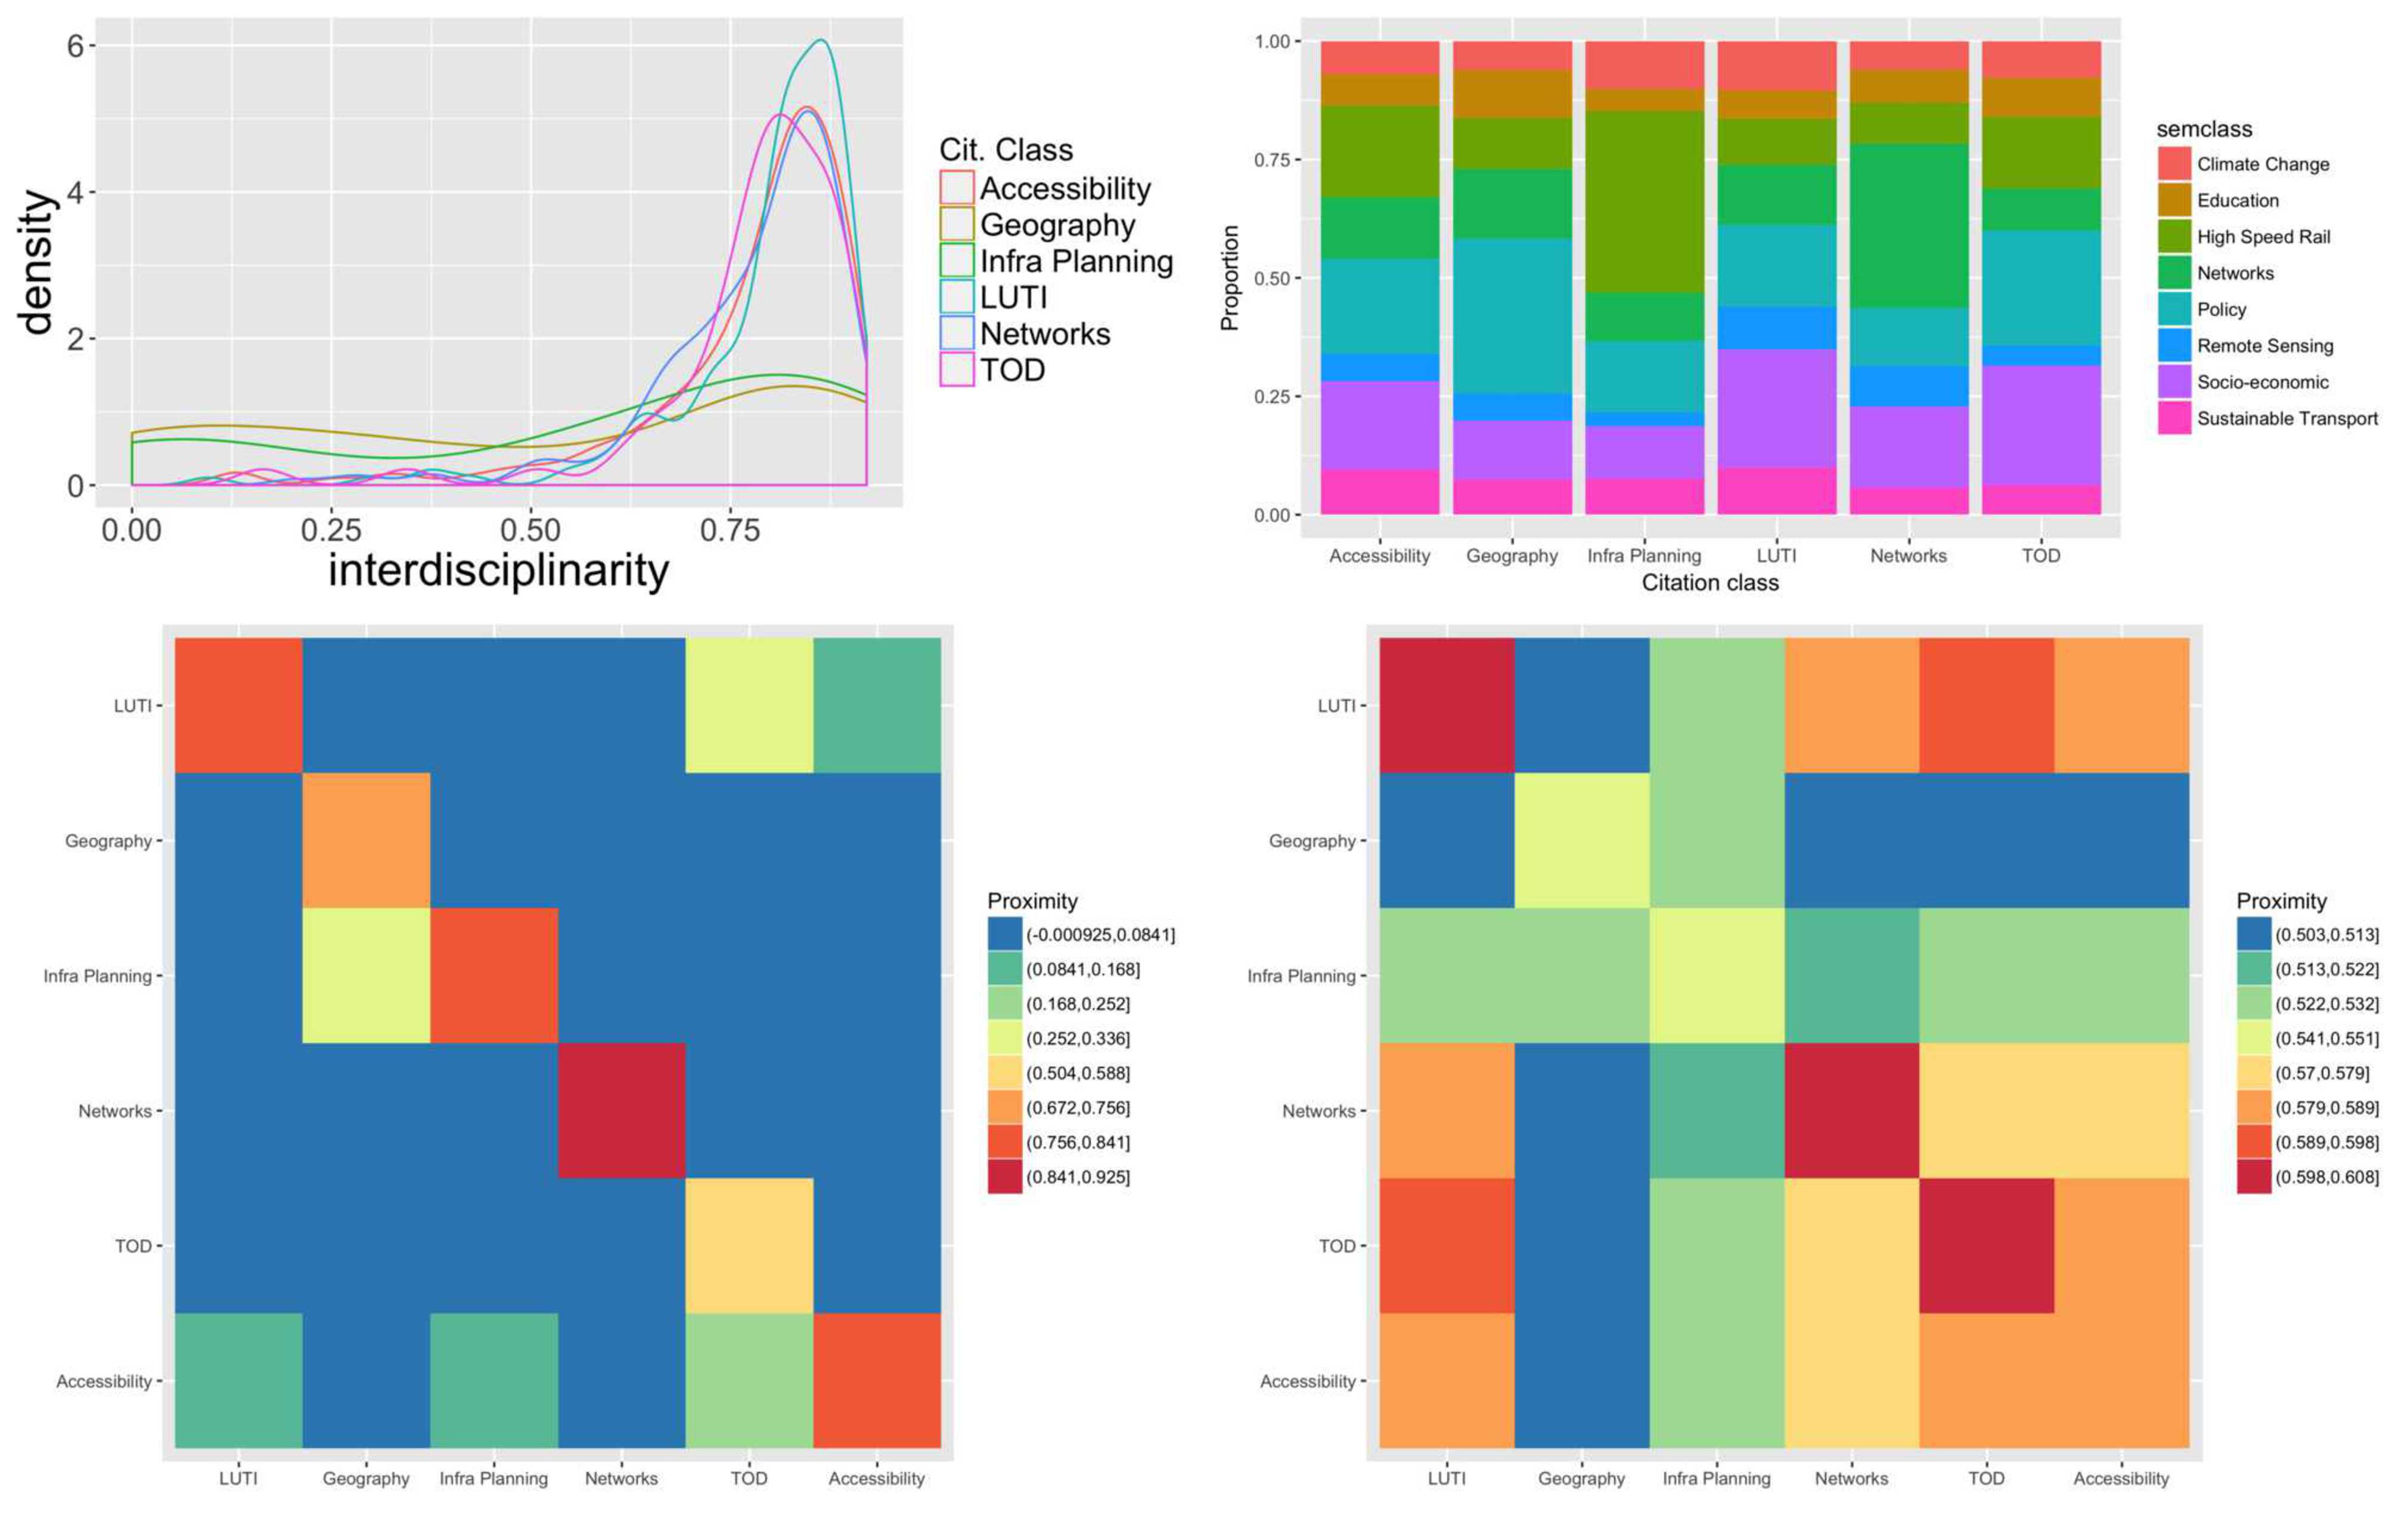 6
4
2
0
density
0.00 0.25 0.50 0.75
interdisciplinarity
Cit. Class
Accessibility
Geography
Infra Planning
LUTI
Networks
TOD
1.00
0.75
0.50
0.25
0.00
Proportion
Accessibility Geography Infra Planning LUTI Networks TOD
Citation class
semclass
Climate Change
Education
High Speed Rail
Networks
Policy
Remote Sensing
Socio-economic
Sustainable Transport
LUTI
Geography
Infra Planning
Networks
TOD
Accessibility
LUTI Geography Infra Planning Networks TOD Accessibility
Proximity
(-0.000925,0.0841]
(0.0841,0.168]
(0.168,0.252]
(0.252,0.336]
(0.504,0.588]
(0.672,0.756]
(0.756,0.841]
(0.841,0.925]
LUTI
Geography
Infra Planning
Networks
TOD
Accessibility
LUTI Geography Infra Planning Networks TOD Accessibility
Proximity
(0.503,0.513]
(0.513,0.522]
(0.522,0.532]
(0.541,0.551]
(0.57,0.579]
(0.579,0.589]
(0.589,0.598]
(0.598,0.608]